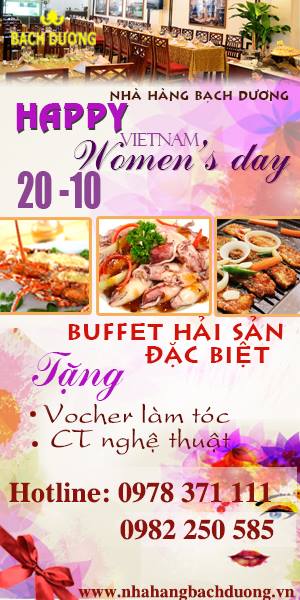 BẠCH DƯƠNG
NHÀ HÀNG BẠCH DƯƠNG
HAPPY
VIETNAM
Women's day
20 -10
BUFFET HẢI SẢN
ĐẶC BIỆT
Tặng
• Vocher làm tóc
• CT nghệ thuật
Hotline: 0978 371 111
0982 250 585
www.nhahangbachduong.vn